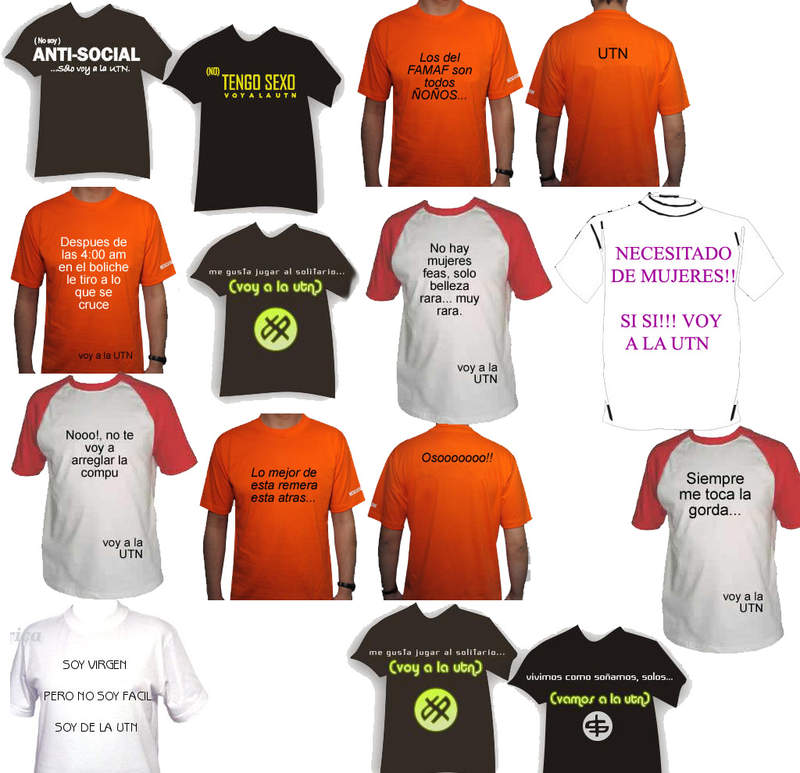 (No soy)
ANTI-SOCIAL
...Sólo voy a la UTN.
(NO)
TENGO SEXO
VOY A LA UTN
Los del
FAMAF son
todos
ÑOÑOS...
UTN
Despues de
las 4:00 am
en el boliche
le tiro a lo
que se
cruce
voy a la UTN
me gusta jugar al solitario...
(voy a la utn)
No hay
mujeres
feas, solo
belleza
rara... muy
rara.
voy a la
UTN
NECESITADO
DE MUJERES!!
SI SI!!! VOY
A LA UTN
Nooo!, no te
voy a
arreglar la
compu
voy a la
UTN
Lo mejor de
esta remera
esta atras...
Osooooooo!!
Siempre
me toca la
gorda...
voy a la
UTN
SOY VIRGEN
PERO NO SOY FACIL
SOY DE LA UTN
me gusta jugar al solitario...
(voy a la utn)
vivimos como soñamos, solos...
(vamos a la utn)